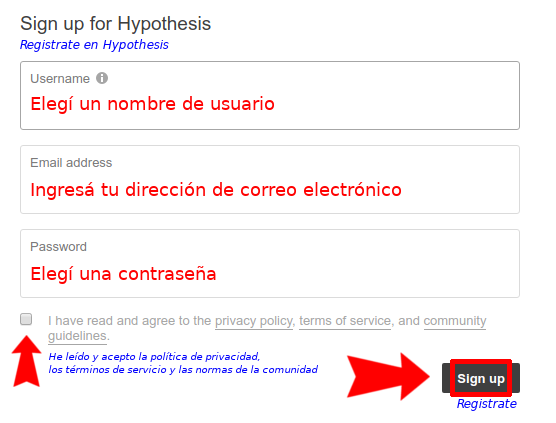 Sign up for Hypothesis
Registrate en Hypothesis
Username
Elegí un nombre de usuario
Email address
Ingresá tu dirección de correo electrónico
Password
Elegí una contraseña
I have read and agree to the privacy policy, terms of service, and community
guidelines.
He leído y acepto la política de privacidad,
los términos de servicio y las normas de la comunidad
Sign up
Registrate